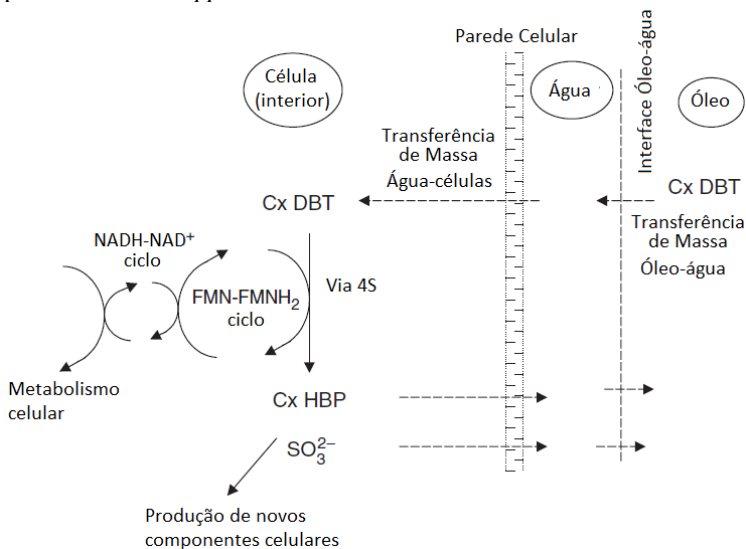 Parede Celular
Célula
(interior)
Água
Interface Óleo-água
Óleo
Transferência
de Massa
Água-células
Cx DBT
Cx DBT
Transferência
de Massa
Óleo-água
NADH-NAD⁺
ciclo
FMN-FMNH₂
ciclo
Via 4S
Metabolismo
celular
Cx HBP
SO₃²⁻
Produção de novos
componentes celulares